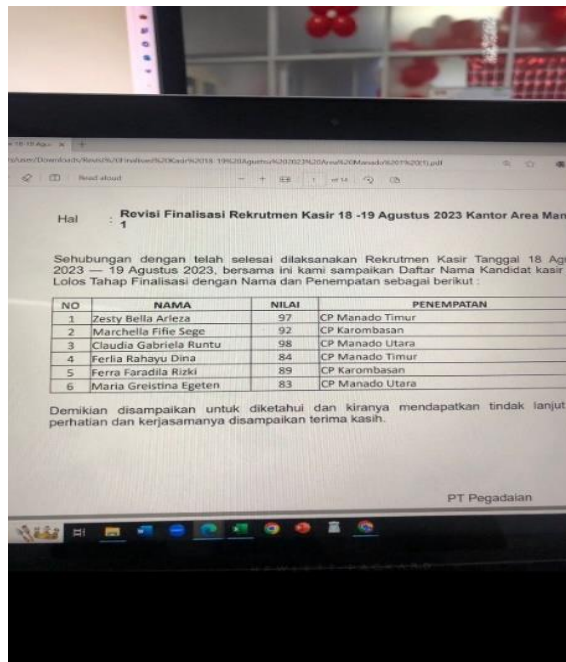 Read aloud
Hal : Revisi Finalisasi Rekrutmen Kasir 18 -19 Agustus 2023 Kantor Area Man
1
Sehubungan dengan telah selesai dilaksanakan Rekrutmen Kasir Tanggal 18 Agu
2023 — 19 Agustus 2023, bersama ini kami sampaikan Daftar Nama Kandidat kasir
Lolos Tahap Finalisasi dengan Nama dan Penempatan sebagai berikut :
NO NAMA NILAI PENEMPATAN
1 Zesty Bella Arleza 97 CP Manado Timur
2 Marchella Fifie Sege 92 CP Karombasan
3 Claudia Gabriela Runtu 98 CP Manado Utara
4 Ferlia Rahayu Dina 84 CP Manado Timur
5 Ferra Faradila Rizki 89 CP Karombasan
6 Maria Greistina Egeten 83 CP Manado Utara
Demikian disampaikan untuk diketahui dan kiranya mendapatkan tindak lanjut
perhatian dan kerjasamanya disampaikan terima kasih.
PT Pegadaian
HEWLETT-PACKARD